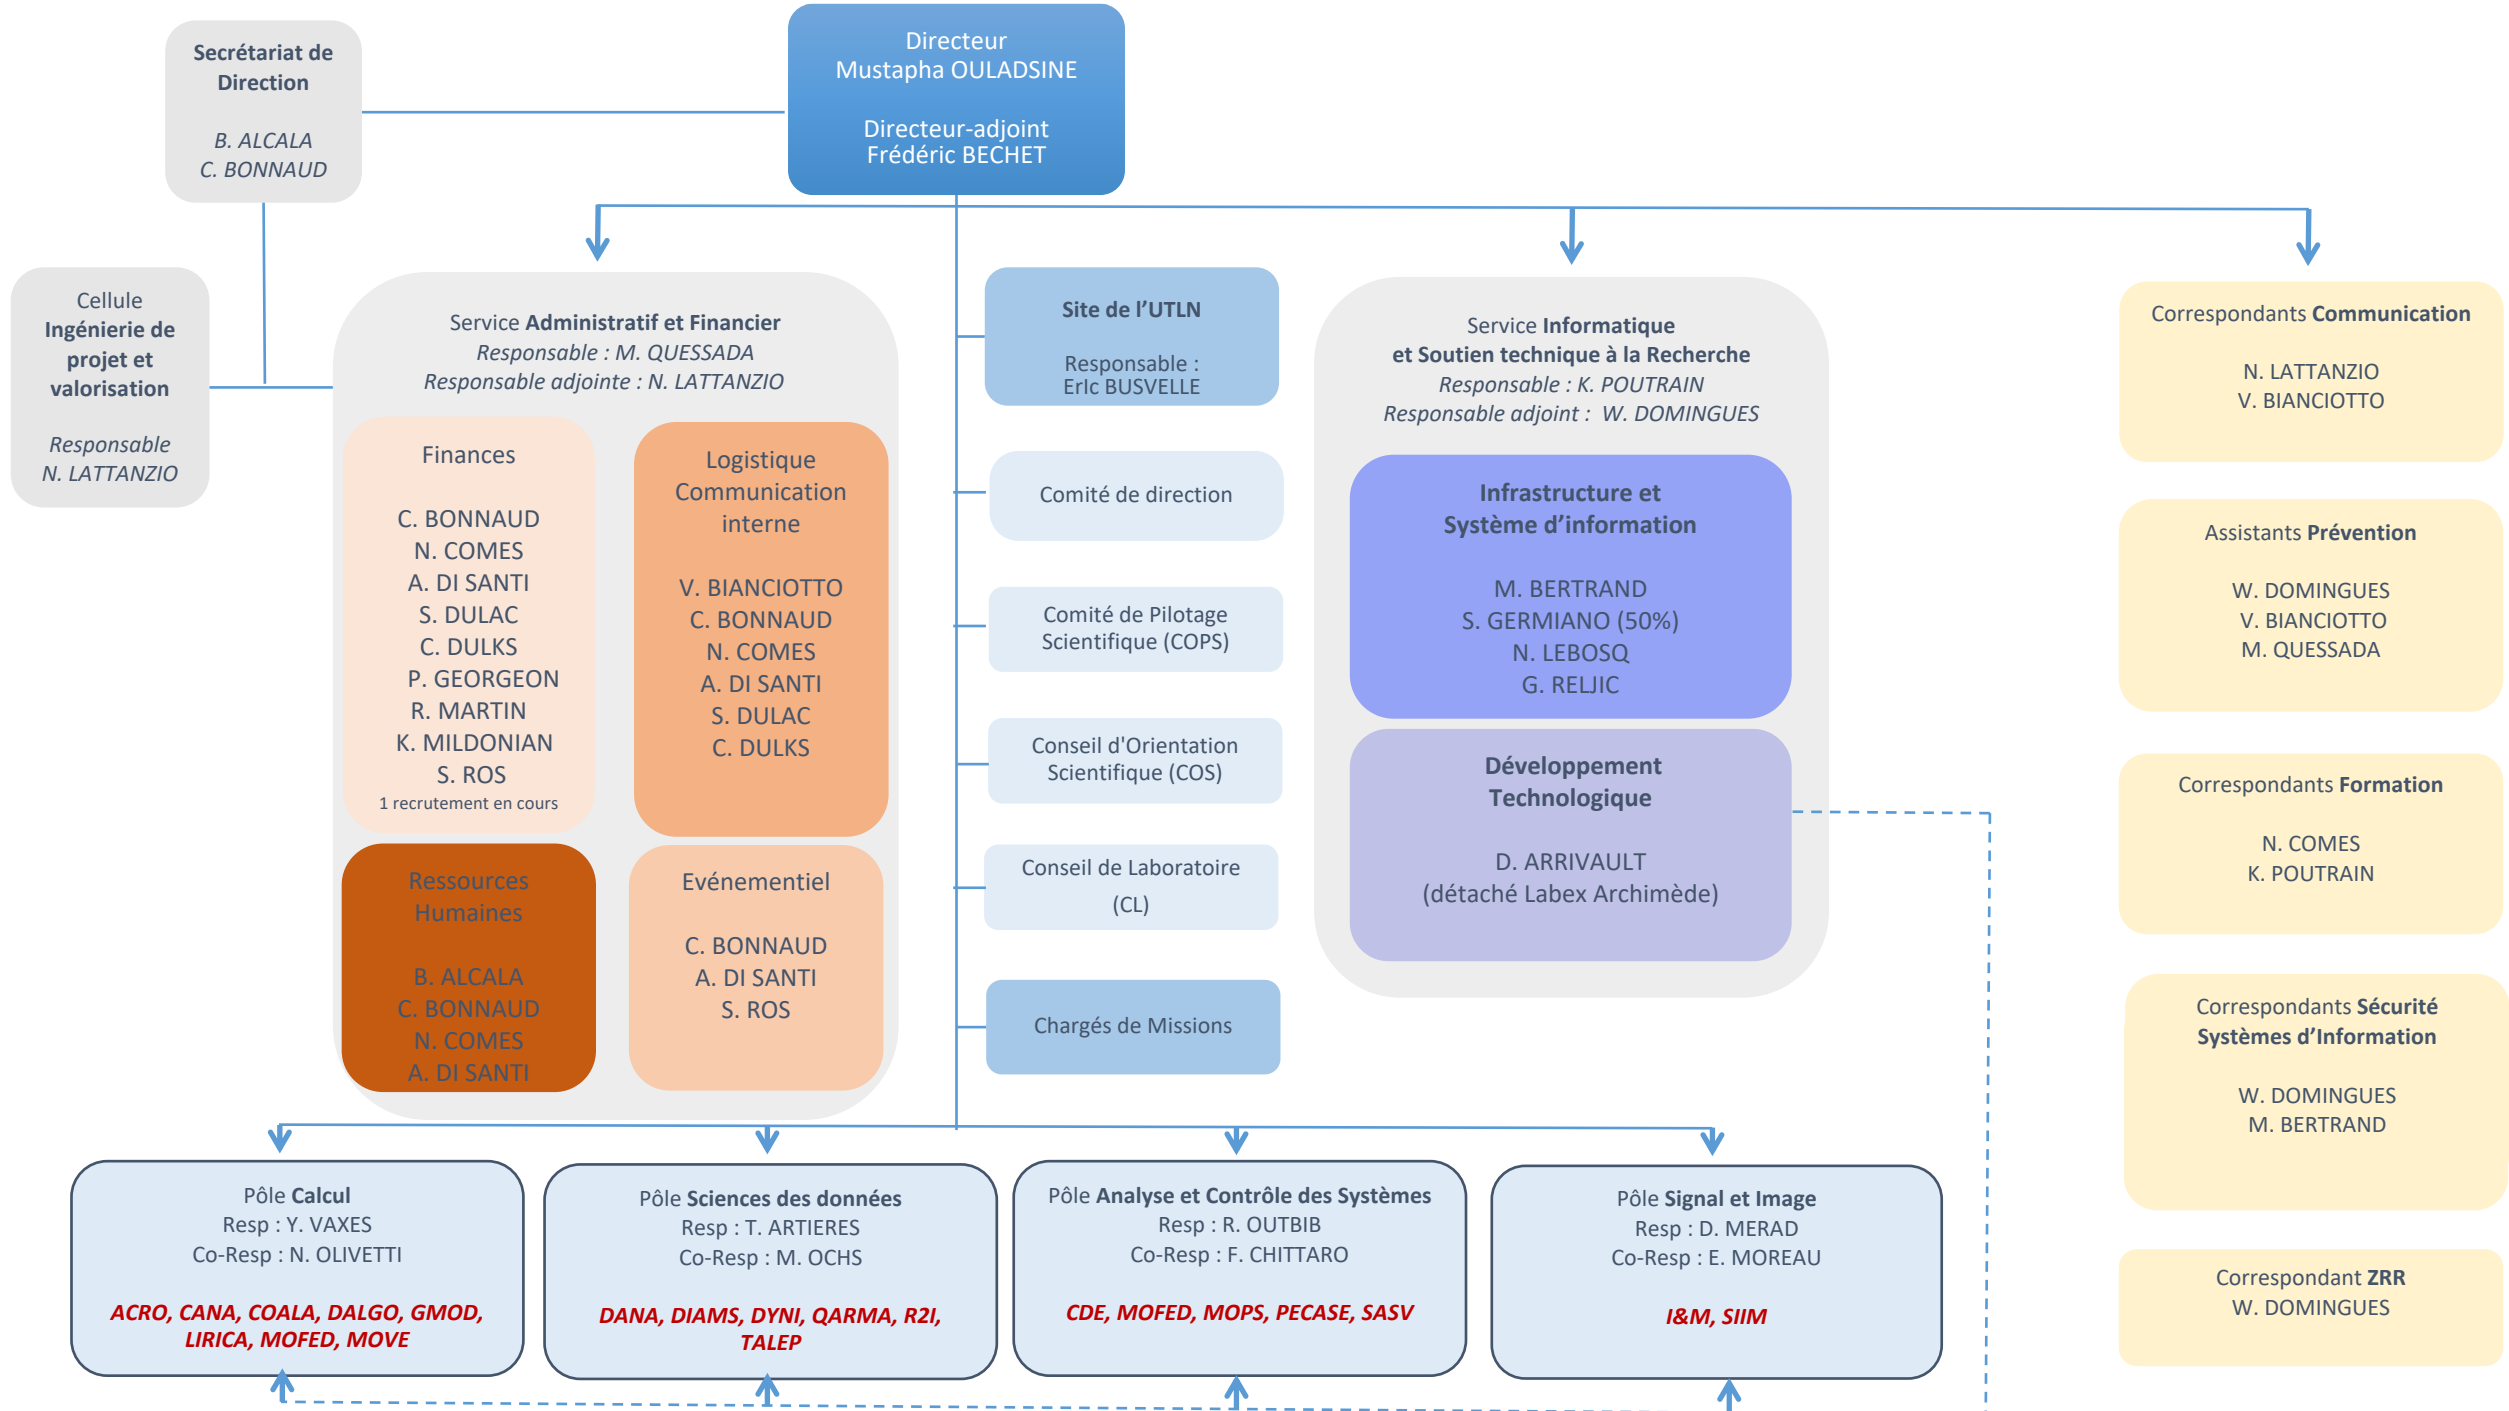 Secrétariat de
Direction
B. ALCALA
C. BONNAUD
Directeur
Mustapha OULADSINE
Directeur-adjoint
Frédéric BECHET
Cellule
Ingénierie de
projet et
valorisation
Responsable
N. LATTANZIO
Service Administratif et Financier
Responsable : M. QUESSADA
Responsable adjointe : N. LATTANZIO
Finances
C. BONNAUD
N. COMES
A. DI SANTI
S. DULAC
C. DULKS
P. GEORGEON
R. MARTIN
K. MILDONIAN
S. ROS
1 recrutement en cours
Logistique
Communication
interne
V. BIANCIOTTO
C. BONNAUD
N. COMES
A. DI SANTI
S. DULAC
C. DULKS
Ressources
Humaines
B. ALCALA
C. BONNAUD
N. COMES
A. DI SANTI
Evénementiel
C. BONNAUD
A. DI SANTI
S. ROS
Site de l’UTLN
Responsable :
ErIc BUSVELLE
Comité de direction
Comité de Pilotage
Scientifique (COPS)
Conseil d'Orientation
Scientifique (COS)
Conseil de Laboratoire
(CL)
Chargés de Missions
Service Informatique
et Soutien technique à la Recherche
Responsable : K. POUTRAIN
Responsable adjoint : W. DOMINGUES
Infrastructure et
Système d’information
M. BERTRAND
S. GERMIANO (50%)
N. LEBOSQ
G. RELJIC
Développement
Technologique
D. ARRIVAULT
(détaché Labex Archimède)
Correspondants Communication
N. LATTANZIO
V. BIANCIOTTO
Assistants Prévention
W. DOMINGUES
V. BIANCIOTTO
M. QUESSADA
Correspondants Formation
N. COMES
K. POUTRAIN
Correspondants Sécurité
Systèmes d’Information
W. DOMINGUES
M. BERTRAND
Correspondant ZRR
W. DOMINGUES
Pôle Calcul
Resp : Y. VAXES
Co-Resp : N. OLIVETTI
ACRO, CANA, COALA, DALGO, GMOD,
LIRICA, MOFED, MOVE
Pôle Sciences des données
Resp : T. ARTIERES
Co-Resp : M. OCHS
DANA, DIAMS, DYNI, QARMA, R2I,
TALEP
Pôle Analyse et Contrôle des Systèmes
Resp : R. OUTBIB
Co-Resp : F. CHITTARO
CDE, MOFED, MOPS, PECASE, SASV
Pôle Signal et Image
Resp : D. MERAD
Co-Resp : E. MOREAU
I&M, SIIM